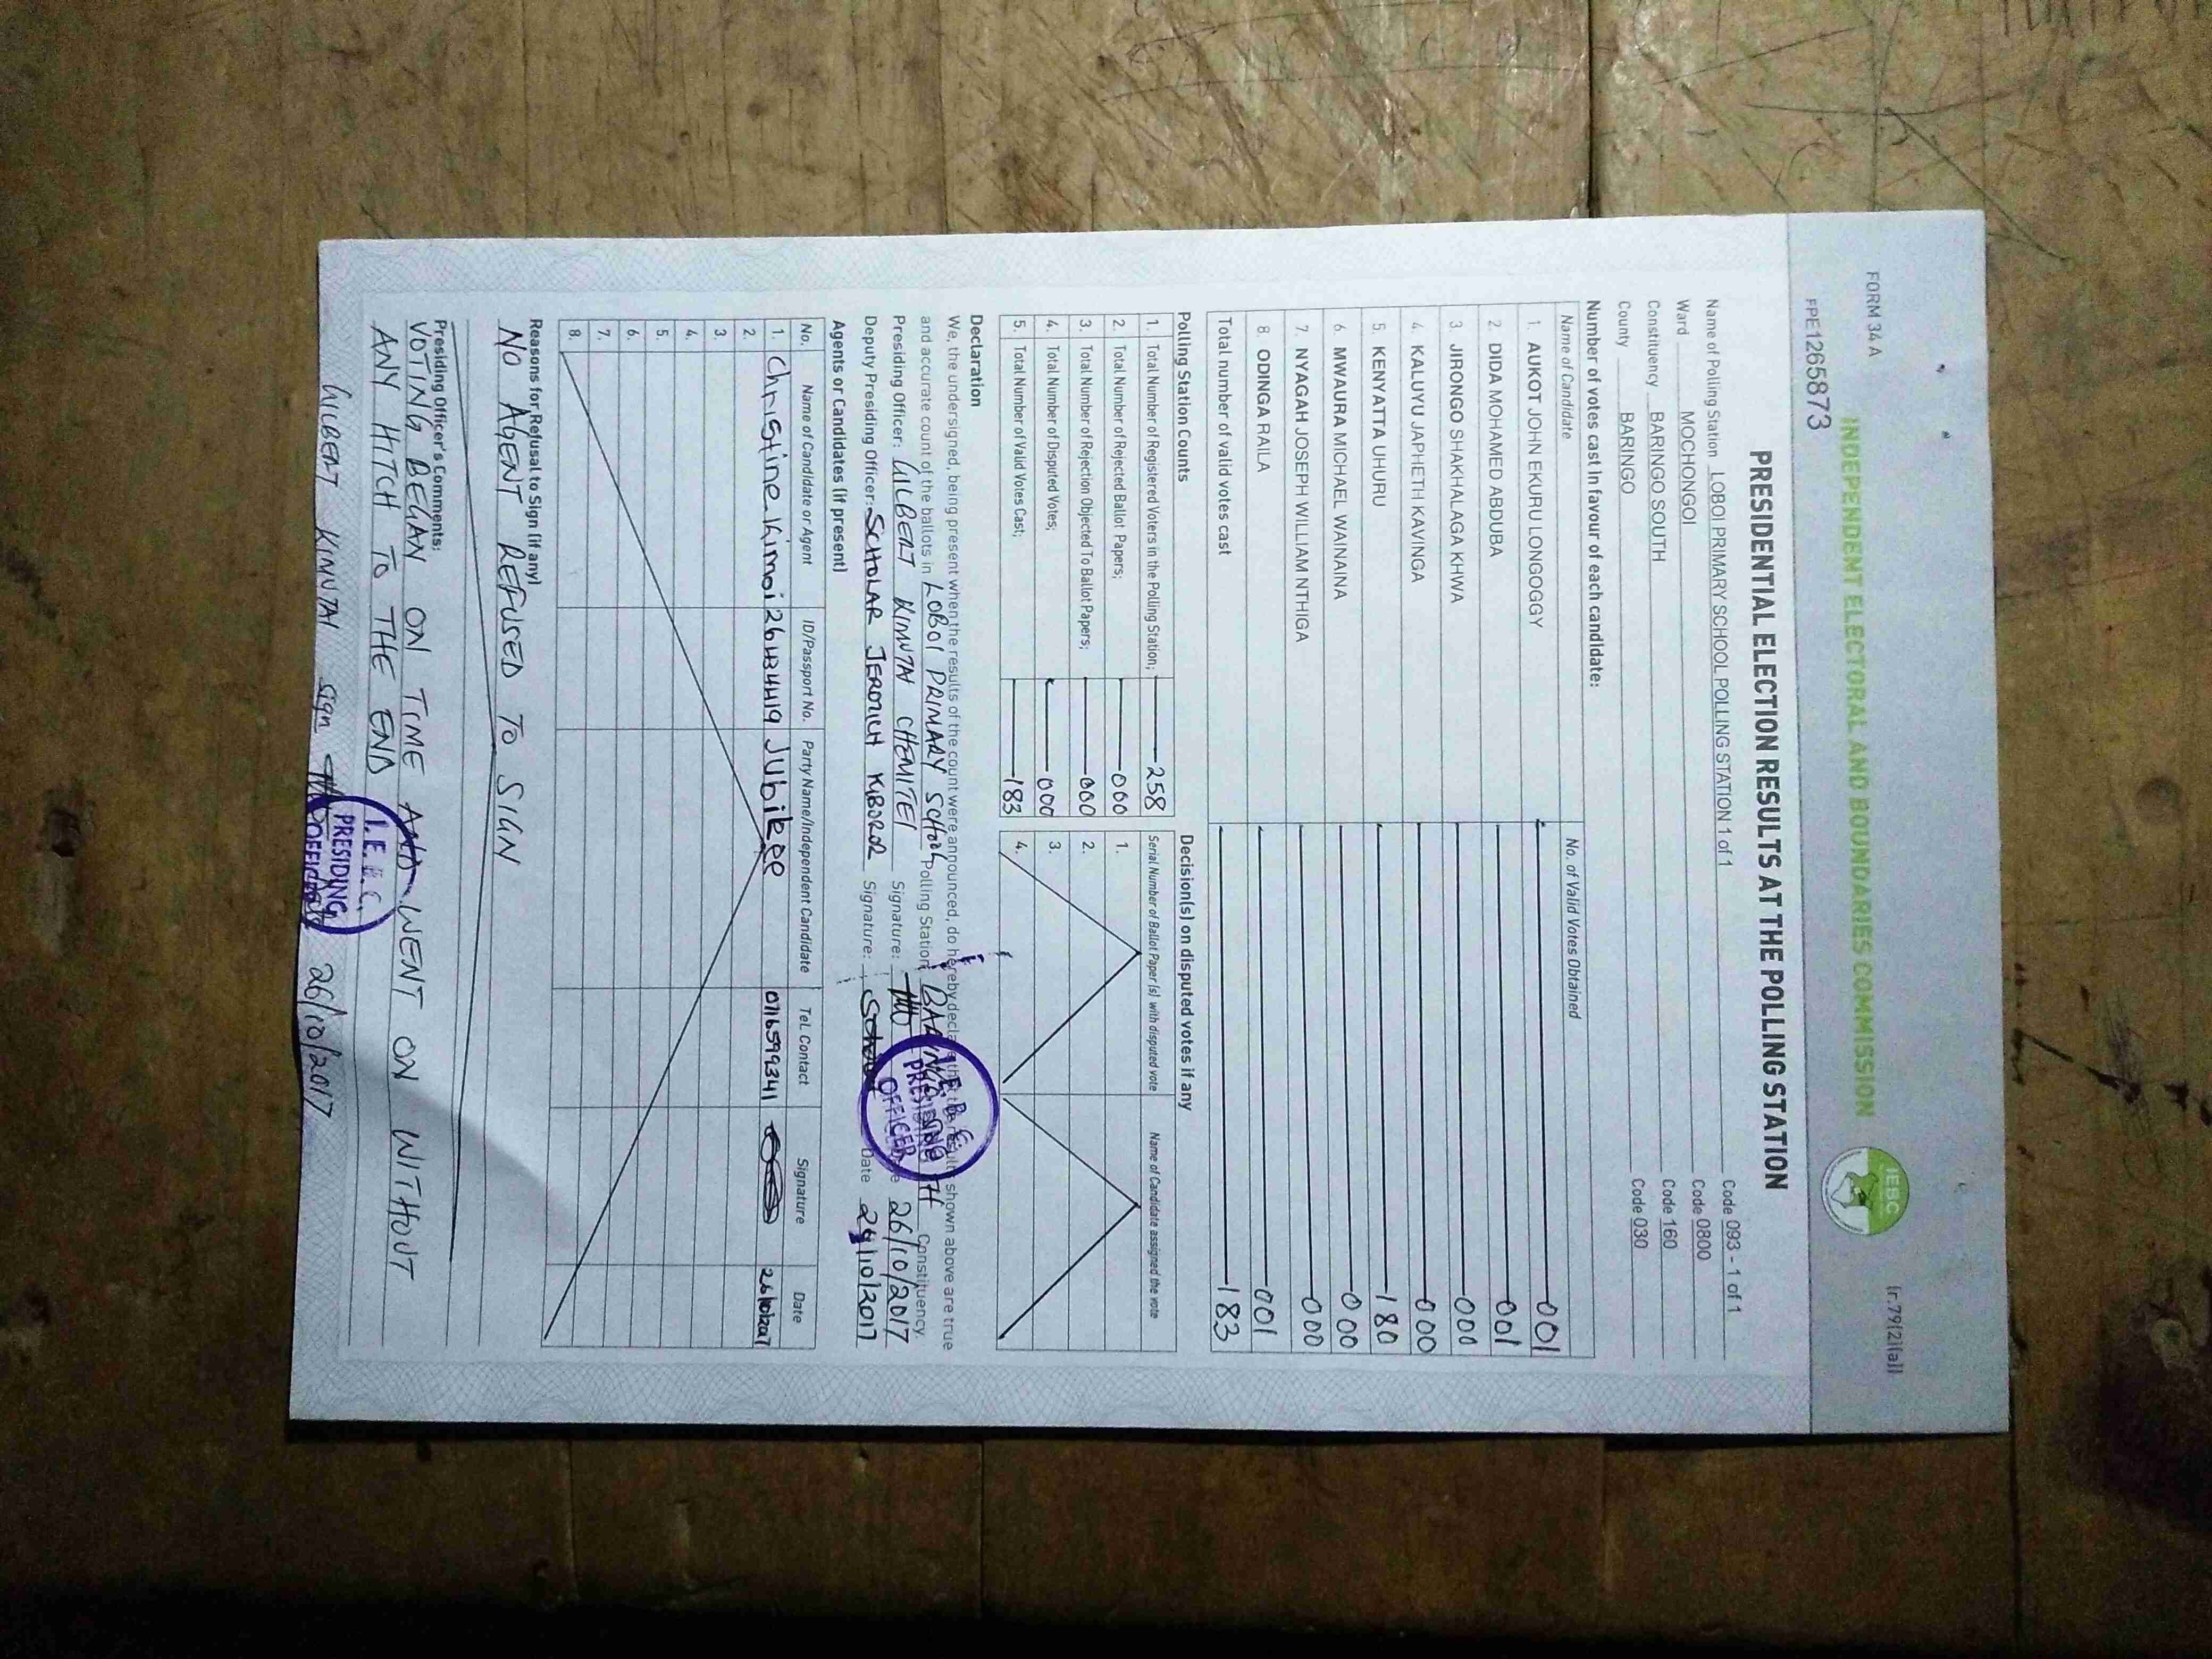 FORM 34 A
(r.79(2)(a))
INDEPENDENT ELECTORAL AND BOUNDARIES COMMISSION
IEBC
FPE1265873
PRESIDENTIAL ELECTION RESULTS AT THE POLLING STATION
Name of Polling Station LOBOI PRIMARY SCHOOL POLLING STATION 1 of 1 Code 093 - 1 of 1
Ward MOCHONGOI Code 0800
Constituency BARINGO SOUTH Code 160
County BARINGO Code 030
Number of votes cast in favour of each candidate:
Name of Candidate No. of Valid Votes Obtained
1. AUKOT JOHN EKURU LONGOGGY 001
2. DIDA MOHAMED ABDUBA 001
3. JIRONGO SHAKHALAGA KHWA 000
4. KALUYU JAPHETH KAVINGA 000
5. KENYATTA UHURU 180
6. MWAURA MICHAEL WAINAINA 000
7. NYAGAH JOSEPH WILLIAM NTHIGA 000
8. ODINGA RAILA 001
Total number of valid votes cast 183
Polling Station Counts
1. Total Number of Registered Voters in the Polling Station; 258
2. Total Number of Rejected Ballot Papers; 000
3. Total Number of Rejection Objected To Ballot Papers; 000
4. Total Number of Disputed Votes; 000
5. Total Number of Valid Votes Cast; 183
Decision(s) on disputed votes if any
Serial Number of Ballot Paper (s) with disputed vote Name of Candidate assigned the vote
1.
2.
3.
4.
Declaration
We, the undersigned, being present when the results of the count were announced, do hereby declare that the results shown above are true
and accurate count of the ballots in LOBOI PRIMARY SCHOOL Polling Station BARINGO SOUTH Constituency.
Presiding Officer: GILBERT KIMNTAI CHEMITEI Signature: Date 26/10/2017
Deputy Presiding Officer: SCHOLAR JEROTICH KIBOROR Signature: Date 26/10/2017
I.E.B.C.
PRESIDING
OFFICER
Agents or Candidates (if present)
No. Name of Candidate or Agent ID/Passport No. Party Name/Independent Candidate Tel. Contact Signature Date
1. Christine Kimoi 26434419 Jubilee 0716599341 26/10/2017
2.
3.
4.
5.
6.
7.
8.
Reasons for Refusal to Sign (if any)
NO AGENT REFUSED TO SIGN
Presiding Officer's Comments:
VOTING BEGAN ON TIME AND WENT ON WITHOUT
ANY HITCH TO THE END
GILBERT KIMNTAI sign 26/10/2017
I.E.B.C.
PRESIDING
OFFICER